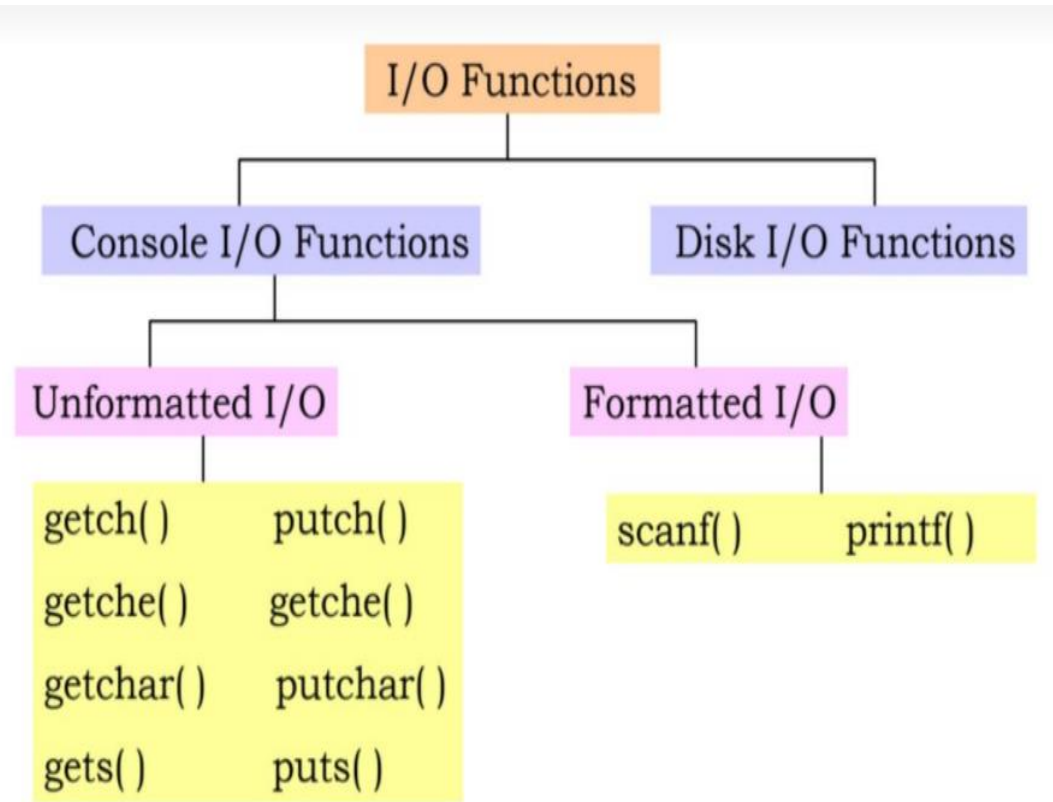 I/O Functions
Console I/O Functions Disk I/O Functions
Unformatted I/O Formatted I/O
getch( ) putch( ) scanf( ) printf( )
getche( ) getche( )
getchar( ) putchar( )
gets( ) puts( )